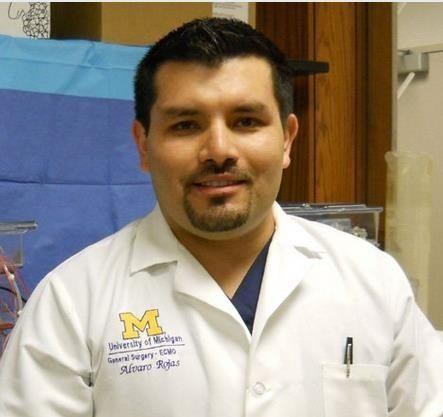 M
University of Michigan
General Surgery - ECMO
Alvaro Rojas